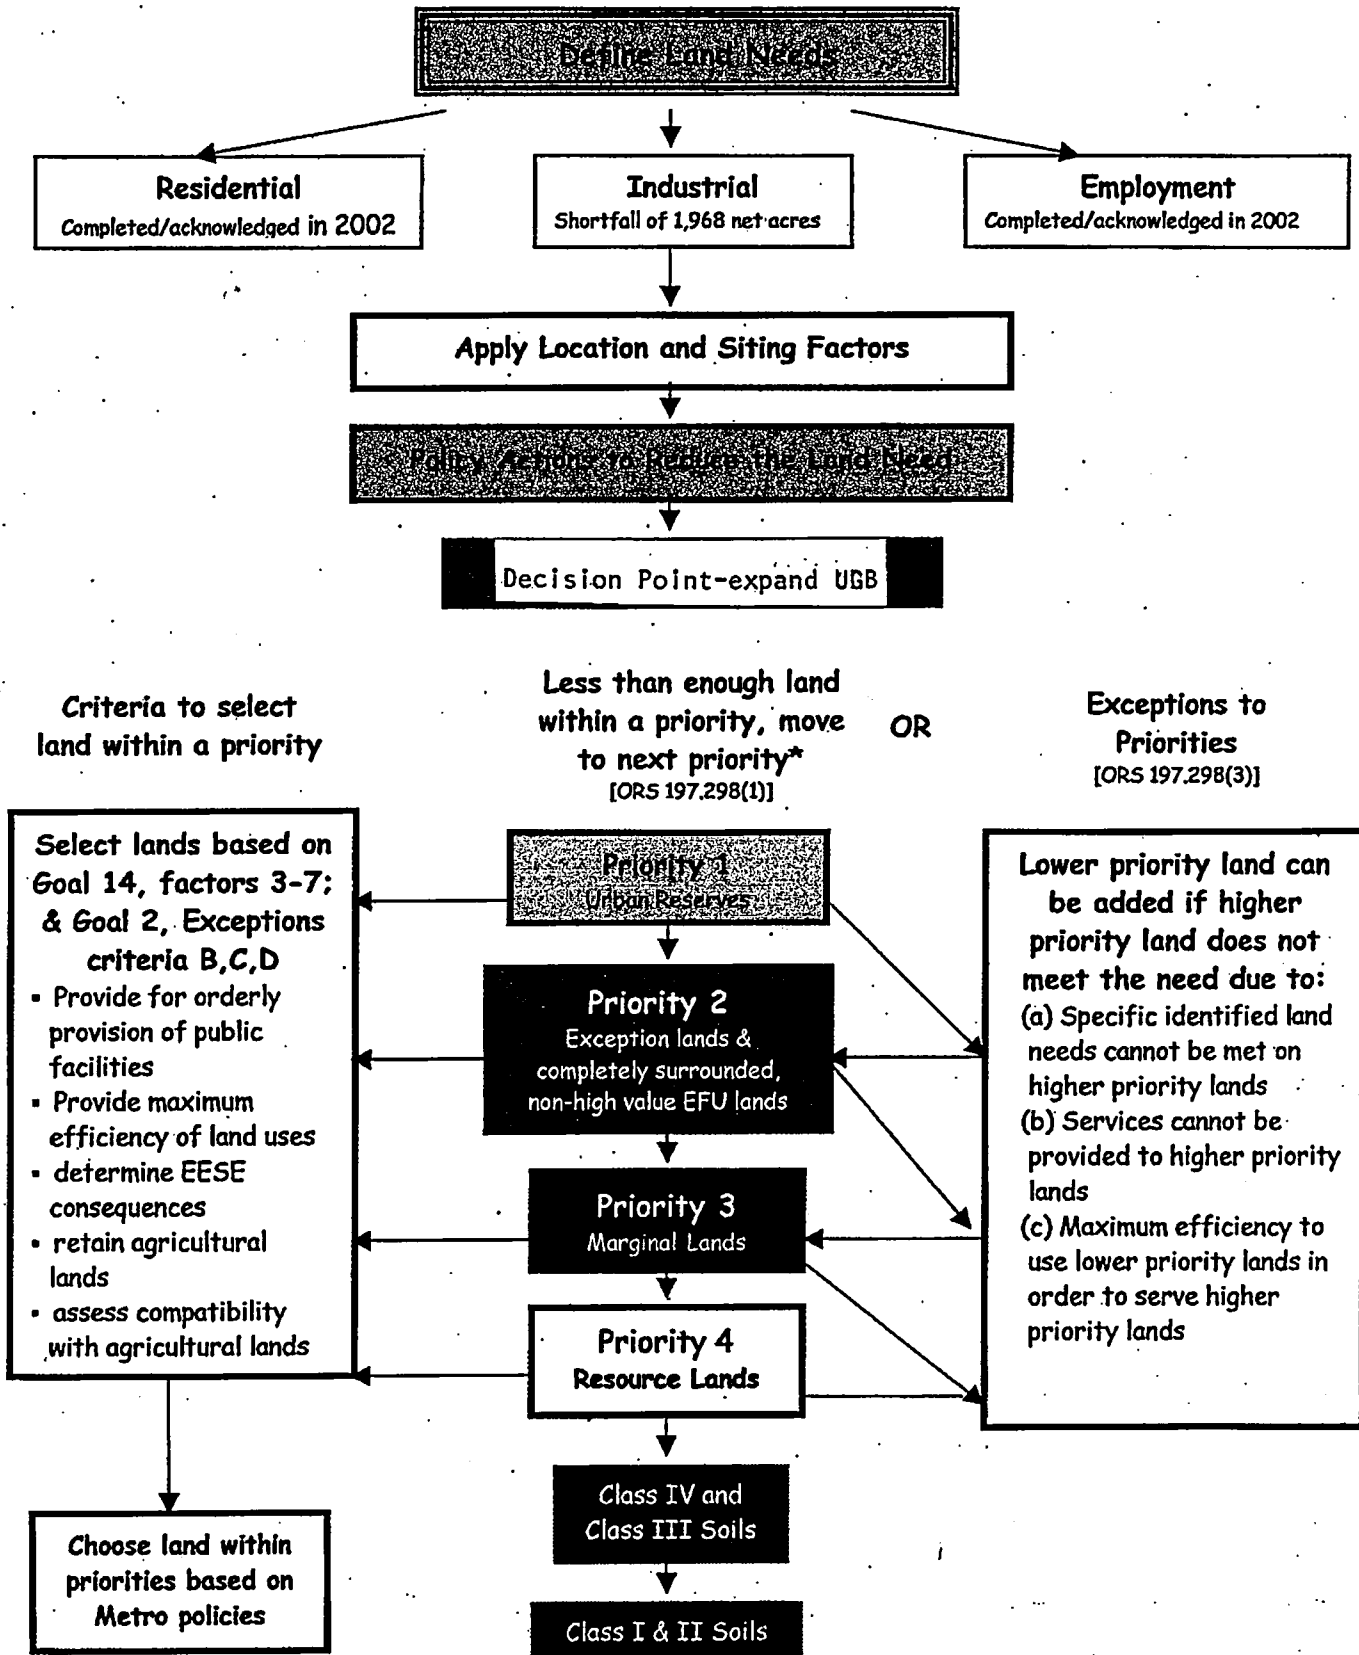 Define Land Needs
Residential
Completed/acknowledged in 2002
Industrial
Shortfall of 1,968 net acres
Employment
Completed/acknowledged in 2002
Apply Location and Siting Factors
Policy Actions to Reduce the Land Need
Decision Point-expand UGB
Criteria to select
land within a priority
Less than enough land
within a priority, move
to next priority*
[ORS 197.298(1)]
OR
Exceptions to
Priorities
[ORS 197.298(3)]
Select lands based on
Goal 14, factors 3-7;
& Goal 2, Exceptions
criteria B,C,D
▪ Provide for orderly
provision of public
facilities
▪ Provide maximum
efficiency of land uses
▪ determine EESE
consequences
▪ retain agricultural
lands
▪ assess compatibility
with agricultural lands
Choose land within
priorities based on
Metro policies
Priority 1
Urban Reserves
Priority 2
Exception lands &
completely surrounded,
non-high value EFU lands
Priority 3
Marginal Lands
Priority 4
Resource Lands
Class IV and
Class III Soils
Class I & II Soils
Lower priority land can
be added if higher
priority land does not
meet the need due to:
(a) Specific identified land
needs cannot be met on
higher priority lands
(b) Services cannot be
provided to higher priority
lands
(c) Maximum efficiency to
use lower priority lands in
order to serve higher
priority lands